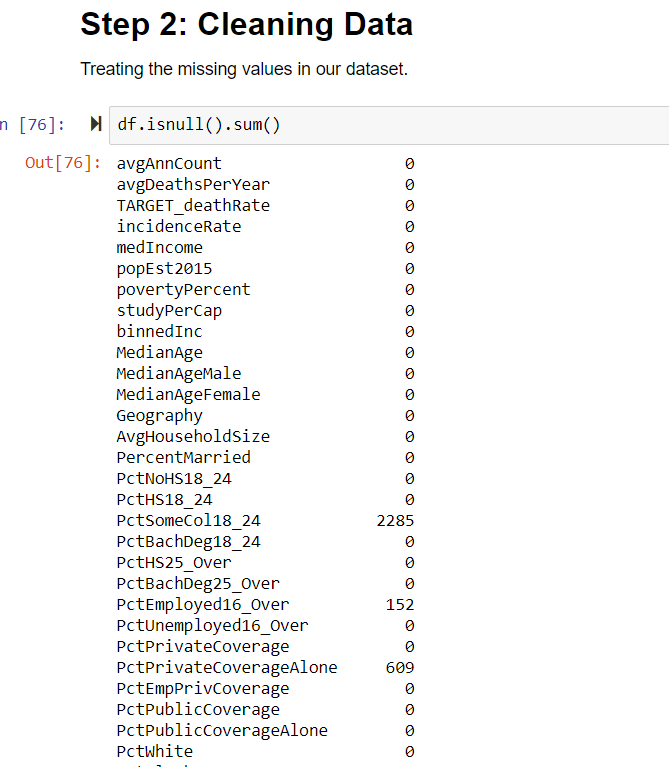 Step 2: Cleaning Data
Treating the missing values in our dataset.
n [76]: df.isnull().sum()
Out[76]: avgAnnCount 0
avgDeathsPerYear 0
TARGET_deathRate 0
incidenceRate 0
medIncome 0
popEst2015 0
povertyPercent 0
studyPerCap 0
binnedInc 0
MedianAge 0
MedianAgeMale 0
MedianAgeFemale 0
Geography 0
AvgHouseholdSize 0
PercentMarried 0
PctNoHS18_24 0
PctHS18_24 0
PctSomeCol18_24 2285
PctBachDeg18_24 0
PctHS25_Over 0
PctBachDeg25_Over 0
PctEmployed16_Over 152
PctUnemployed16_Over 0
PctPrivateCoverage 0
PctPrivateCoverageAlone 609
PctEmpPrivCoverage 0
PctPublicCoverage 0
PctPublicCoverageAlone 0
PctWhite 0